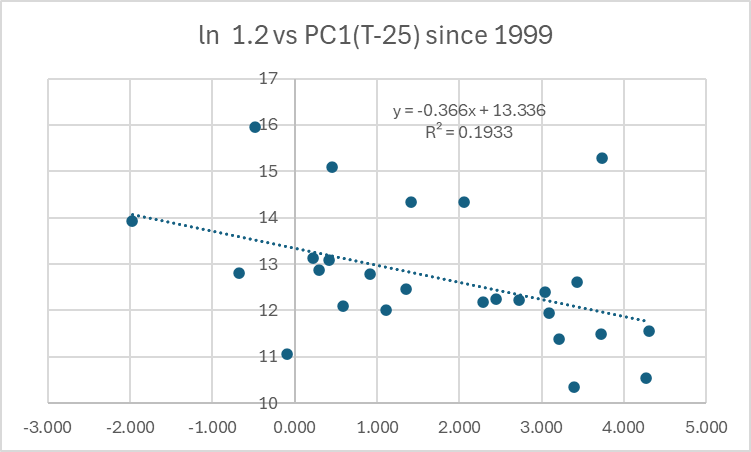 ln  1.2 vs PC1(T-25) since 1999
17
16
15
14
13
12
11
10
y = -0.366x + 13.336
R² = 0.1933
-3.000 -2.000 -1.000 0.000 1.000 2.000 3.000 4.000 5.000